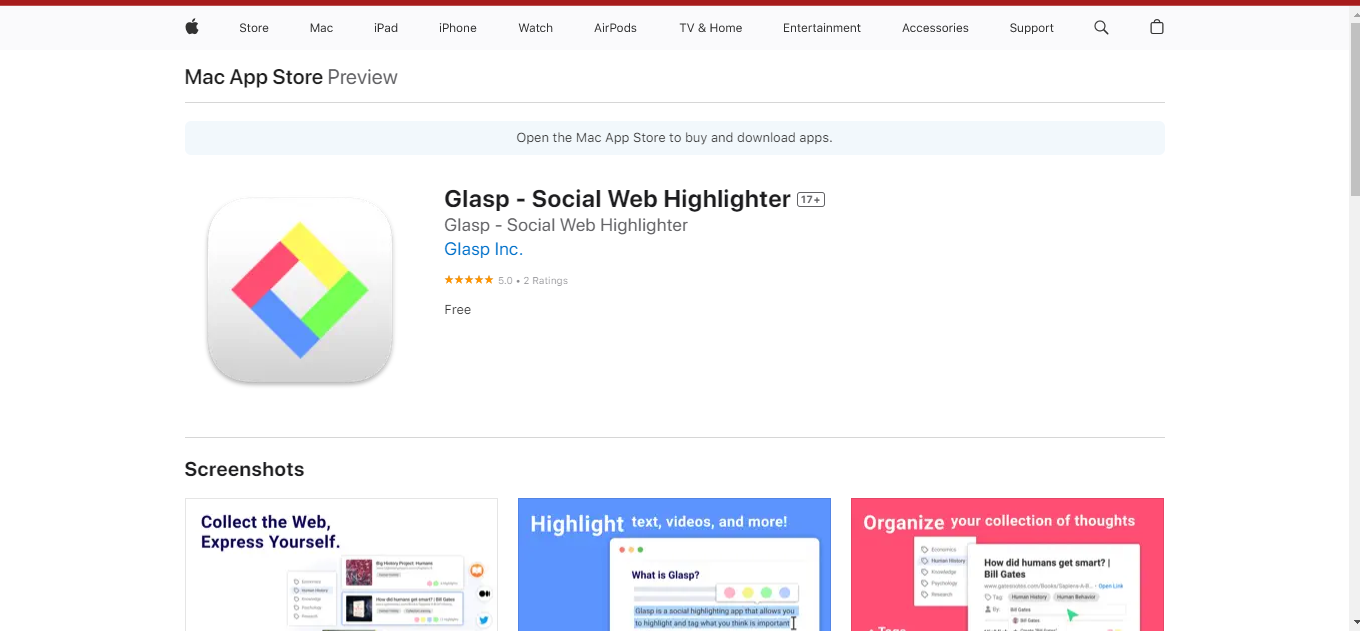 Store Mac iPad iPhone Watch AirPods TV & Home Entertainment Accessories Support
Mac App Store Preview
Open the Mac App Store to buy and download apps.
Glasp - Social Web Highlighter 17+
Glasp - Social Web Highlighter
Glasp Inc.
5.0 • 2 Ratings
Free
Screenshots
Collect the Web,
Express Yourself.
Big History Project: Humans
Economics
Human History
Knowledge
Psychology
Research
How did humans get smart? | Bill Gates
Highlight text, videos, and more!
What is Glasp?
Glasp is a social highlighting app that allows you
to highlight and tag what you think is important
Organize your collection of thoughts
Economics
Human History
Knowledge
Psychology
Research
How did humans get smart? |
Bill Gates
www.gatesnotes.com/Books/Sapiens-A-B... • Open Link
Tag Human History Human Behavior
By: Bill Gates
Bill Gates
• Tags